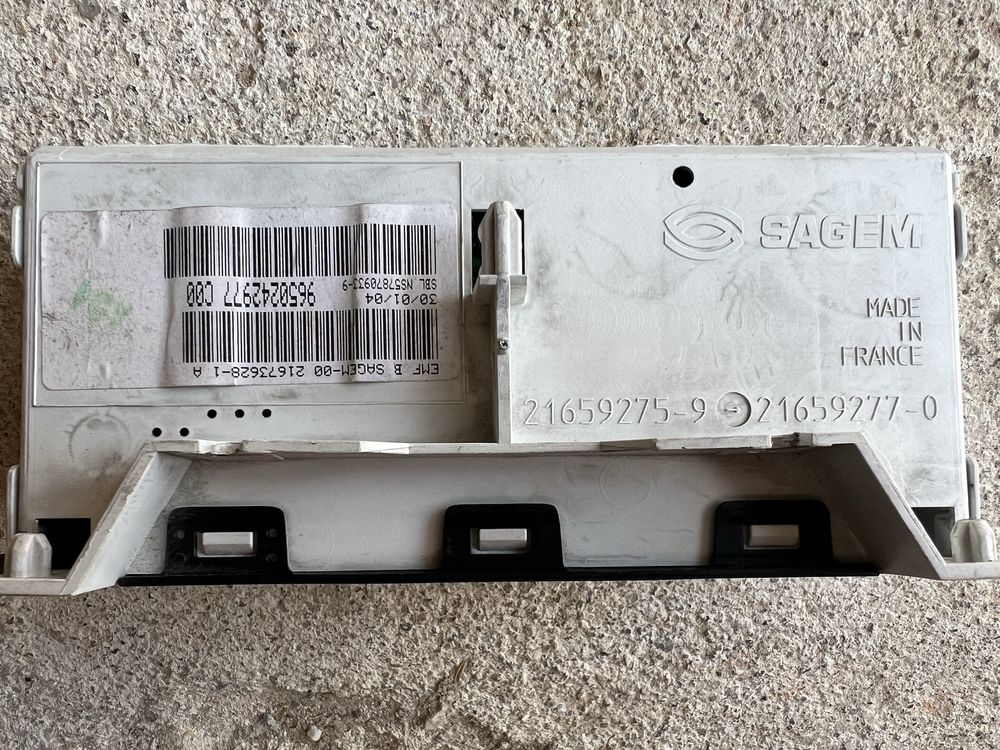 SAGEM
MADE
IN
FRANCE
21659275-9
21659277-0
EMF B SAGEM-00 21673628-1 A
30/01/04
9650242977 C00
SBL NS57870933-9